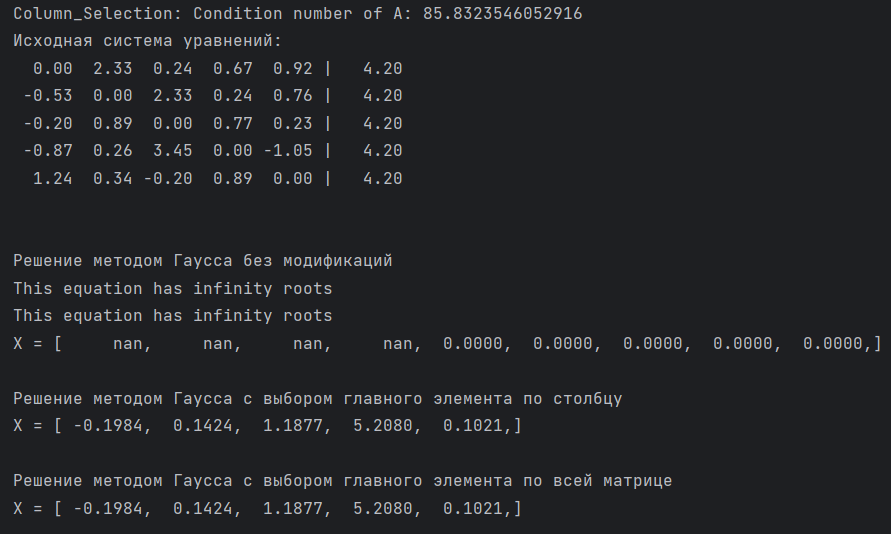 Column_Selection: Condition number of A: 85.8323546052916
Исходная система уравнений:
0.00 2.33 0.24 0.67 0.92 | 4.20
-0.53 0.00 2.33 0.24 0.76 | 4.20
-0.20 0.89 0.00 0.77 0.23 | 4.20
-0.87 0.26 3.45 0.00 -1.05 | 4.20
1.24 0.34 -0.20 0.89 0.00 | 4.20
Решение методом Гаусса без модификаций
This equation has infinity roots
This equation has infinity roots
X = [ nan, nan, nan, nan, 0.0000, 0.0000, 0.0000, 0.0000, 0.0000,]
Решение методом Гаусса с выбором главного элемента по столбцу
X = [ -0.1984, 0.1424, 1.1877, 5.2080, 0.1021,]
Решение методом Гаусса с выбором главного элемента по всей матрице
X = [ -0.1984, 0.1424, 1.1877, 5.2080, 0.1021,]